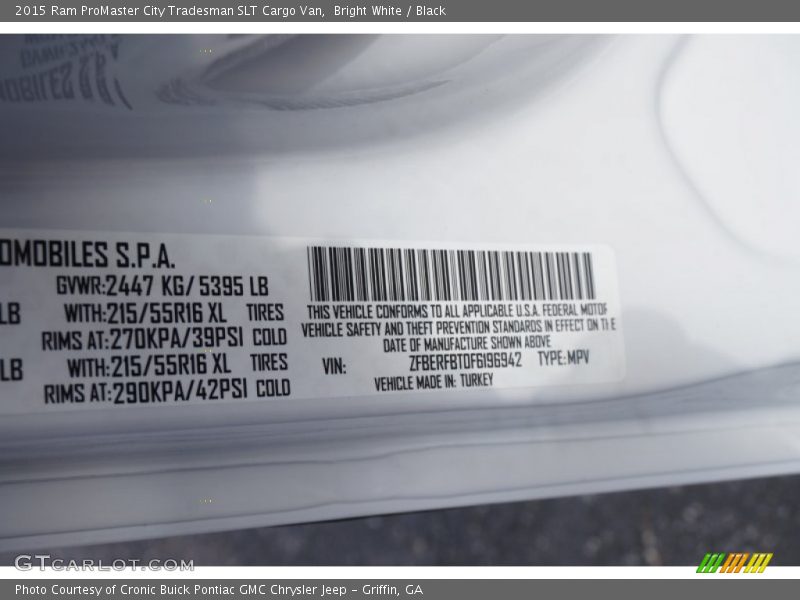 2015 Ram ProMaster City Tradesman SLT Cargo Van,  Bright White / Black
OMOBILES S.P.A.
GVWR:2447 KG/ 5395 LB
LB WITH:215/55R16 XL TIRES
RIMS AT:270KPA/39PSI COLD
LB WITH:215/55R16 XL TIRES
RIMS AT:290KPA/42PSI COLD
THIS VEHICLE CONFORMS TO ALL APPLICABLE U.S.A. FEDERAL MOTOR
VEHICLE SAFETY AND THEFT PREVENTION STANDARDS IN EFFECT ON THE
DATE OF MANUFACTURE SHOWN ABOVE
VIN: ZFBERFBT0F6196942 TYPE:MPV
VEHICLE MADE IN: TURKEY
GTCARLOT.COM
Photo Courtesy of Cronic Buick Pontiac GMC Chrysler Jeep - Griffin, GA